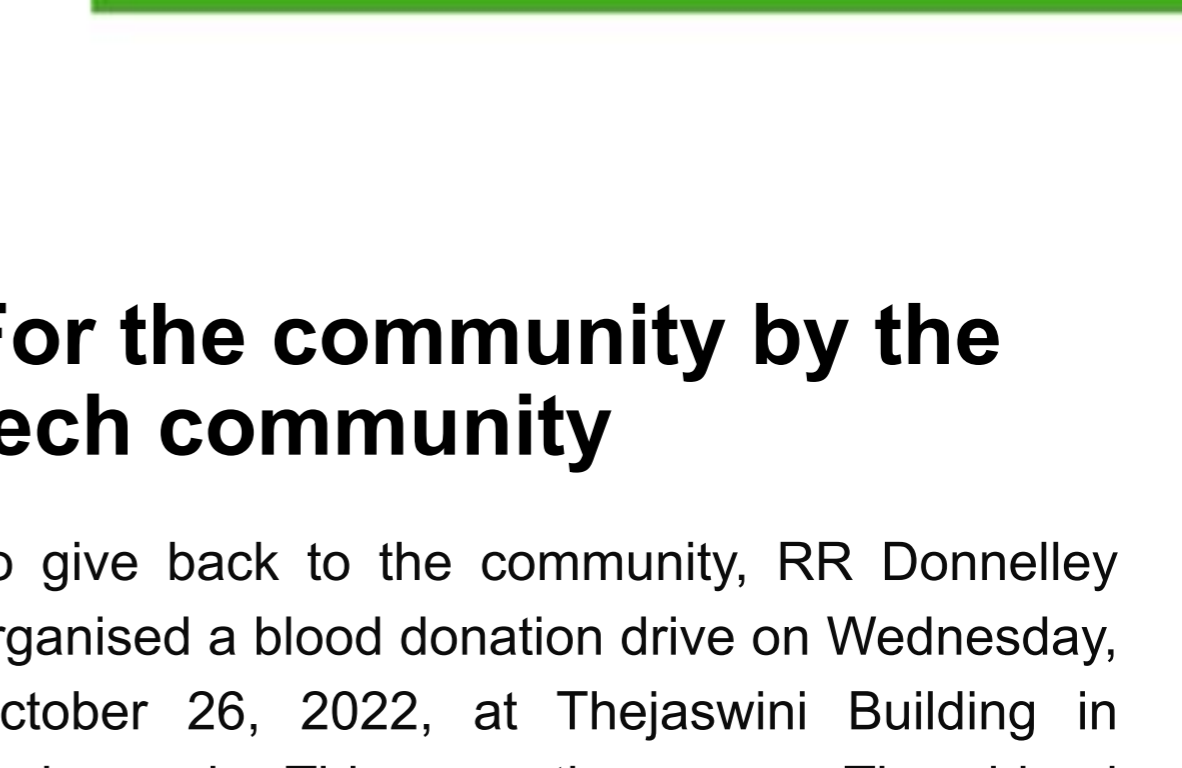 For the community by the
ech community
o give back to the community, RR Donnelley
rganised a blood donation drive on Wednesday,
ctober 26, 2022, at Thejaswini Building in